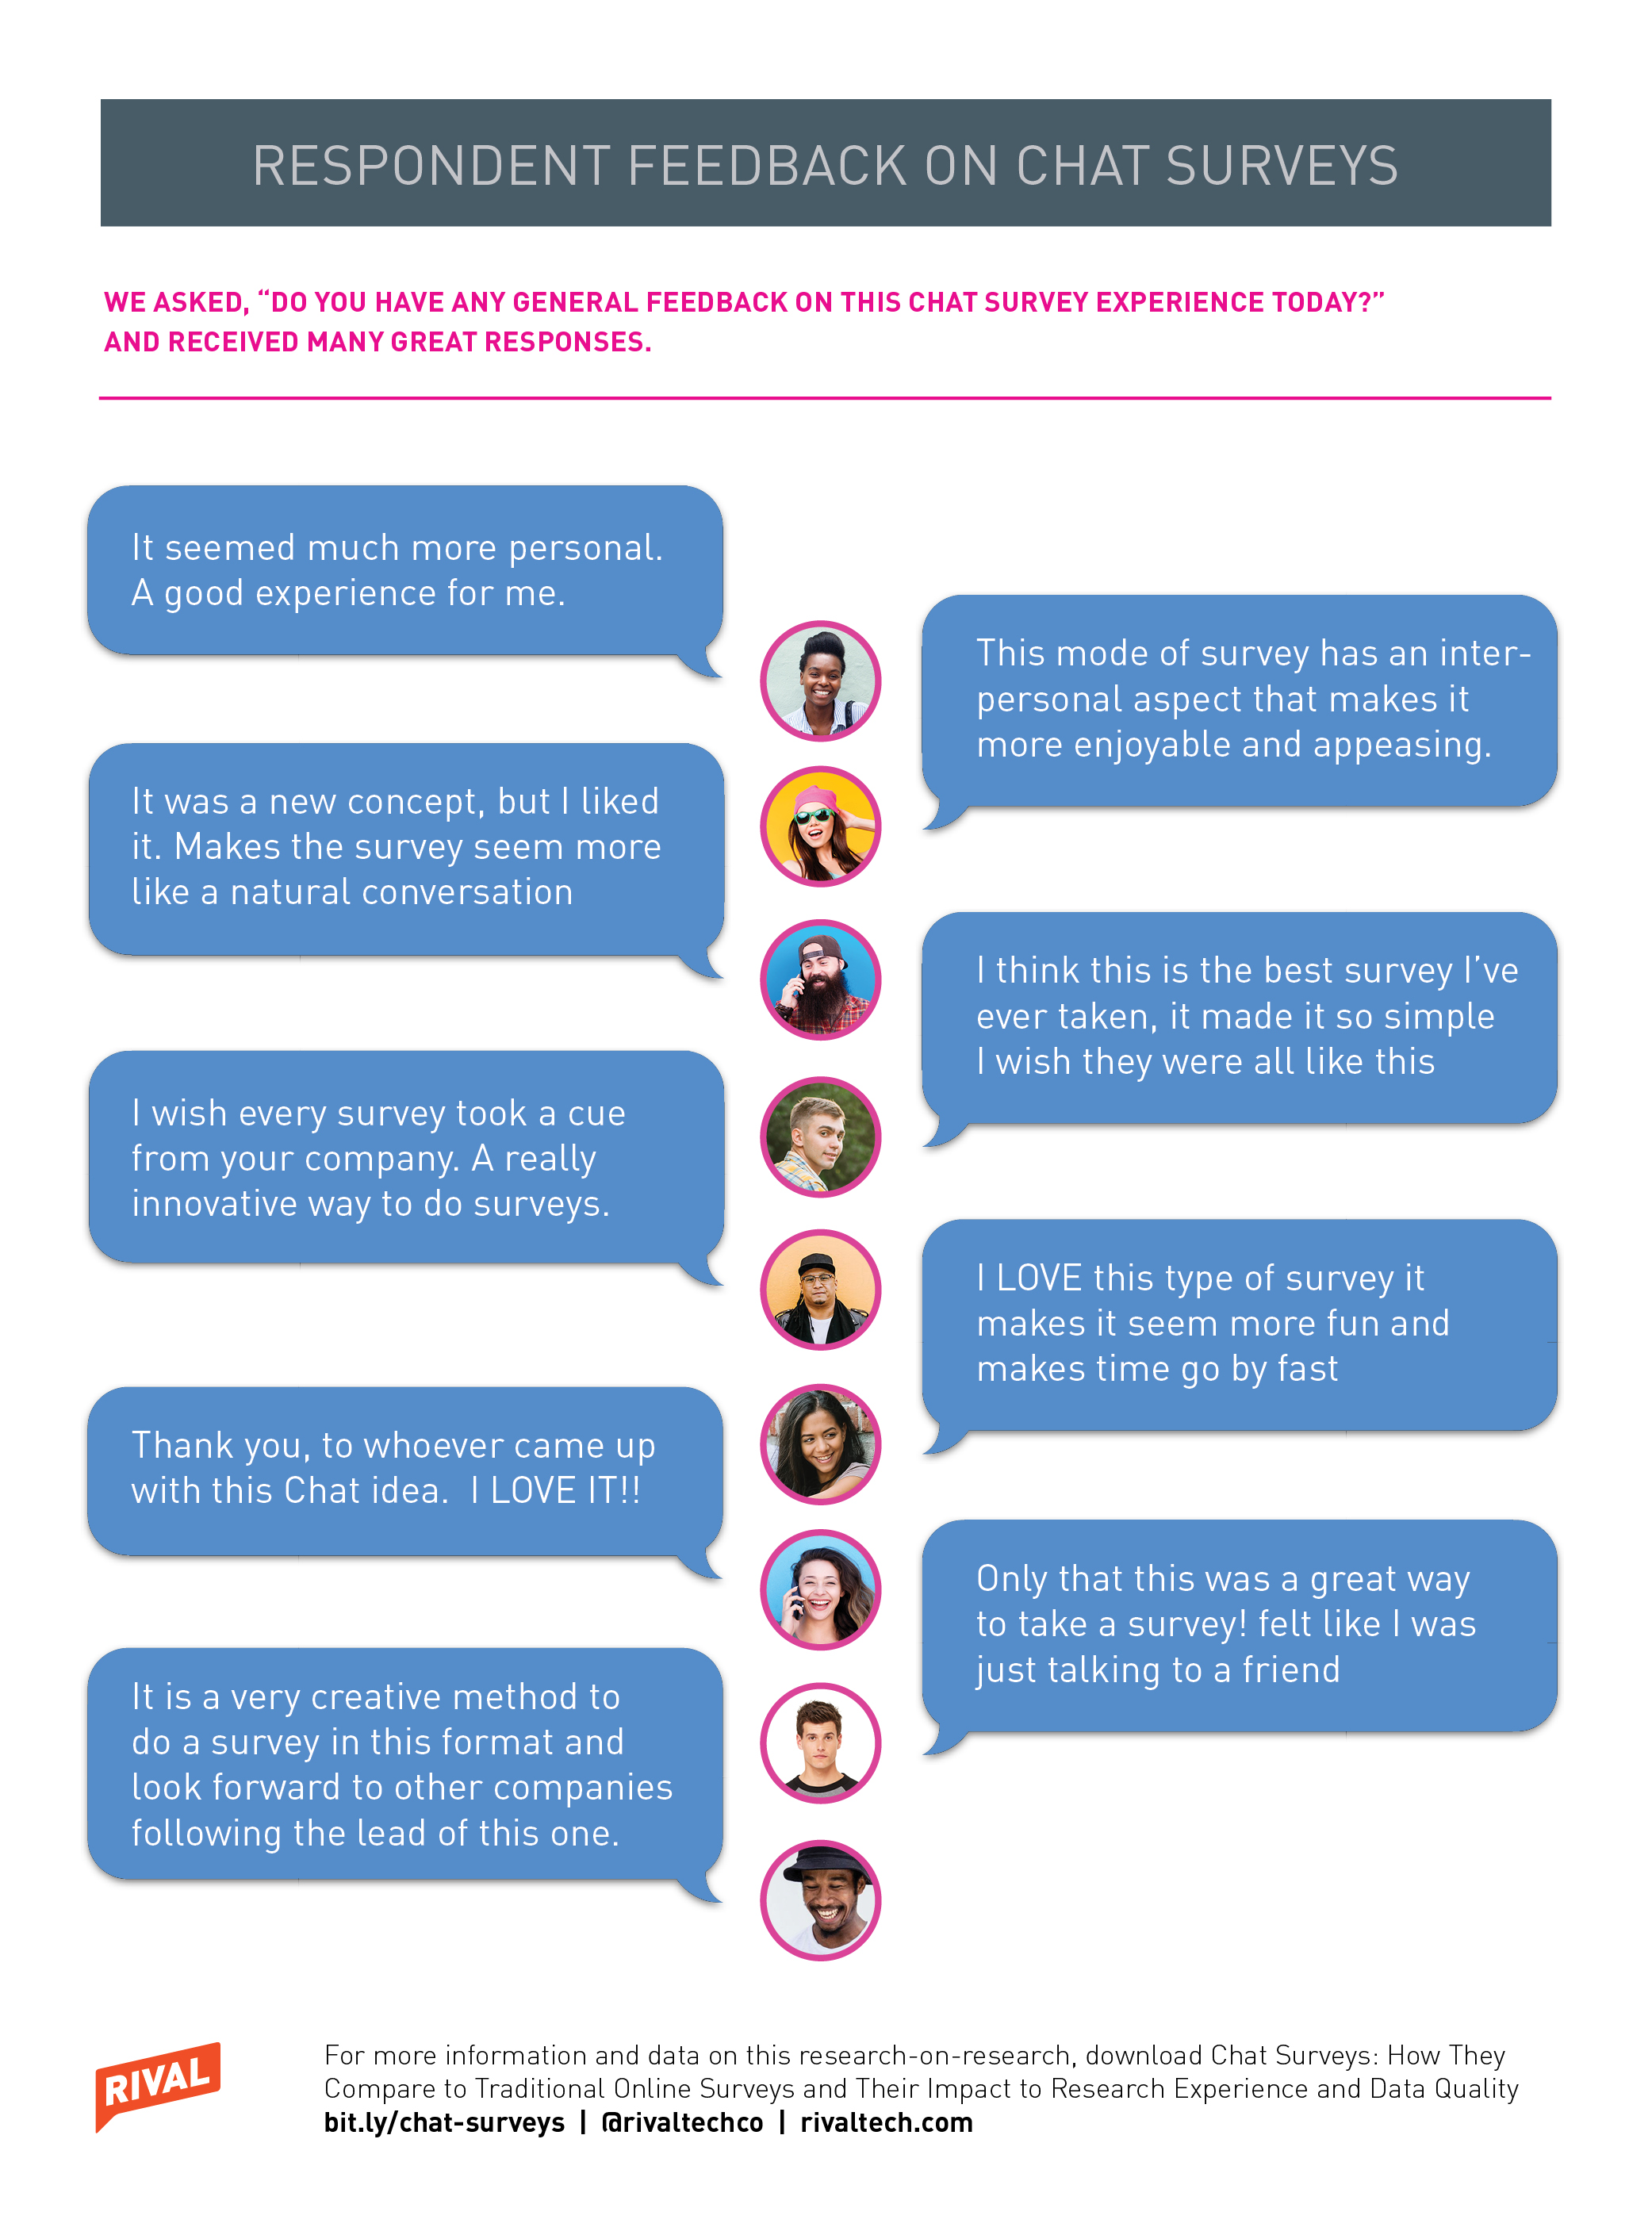 RESPONDENT FEEDBACK ON CHAT SURVEYS
WE ASKED, “DO YOU HAVE ANY GENERAL FEEDBACK ON THIS CHAT SURVEY EXPERIENCE TODAY?”
AND RECEIVED MANY GREAT RESPONSES.
It seemed much more personal.
A good experience for me.
This mode of survey has an inter-
personal aspect that makes it
more enjoyable and appeasing.
It was a new concept, but I liked
it. Makes the survey seem more
like a natural conversation
I think this is the best survey I’ve
ever taken, it made it so simple
I wish they were all like this
I wish every survey took a cue
from your company. A really
innovative way to do surveys.
I LOVE this type of survey it
makes it seem more fun and
makes time go by fast
Thank you, to whoever came up
with this Chat idea.  I LOVE IT!!
Only that this was a great way
to take a survey! felt like I was
just talking to a friend
It is a very creative method to
do a survey in this format and
look forward to other companies
following the lead of this one.
RIVAL
For more information and data on this research-on-research, download Chat Surveys: How They
Compare to Traditional Online Surveys and Their Impact to Research Experience and Data Quality
bit.ly/chat-surveys | @rivaltechco | rivaltech.com